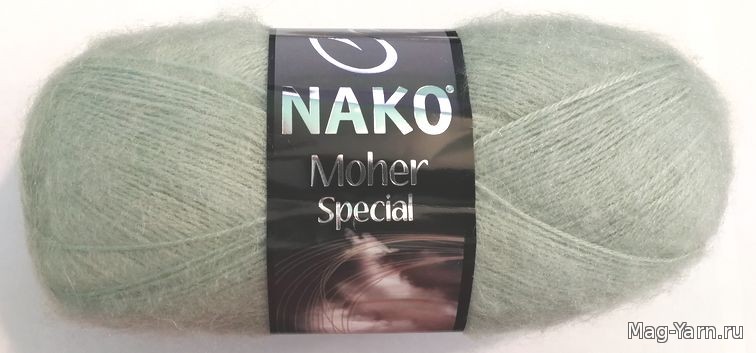 NAKO®
Moher
Special
Mag-Yarn.ru